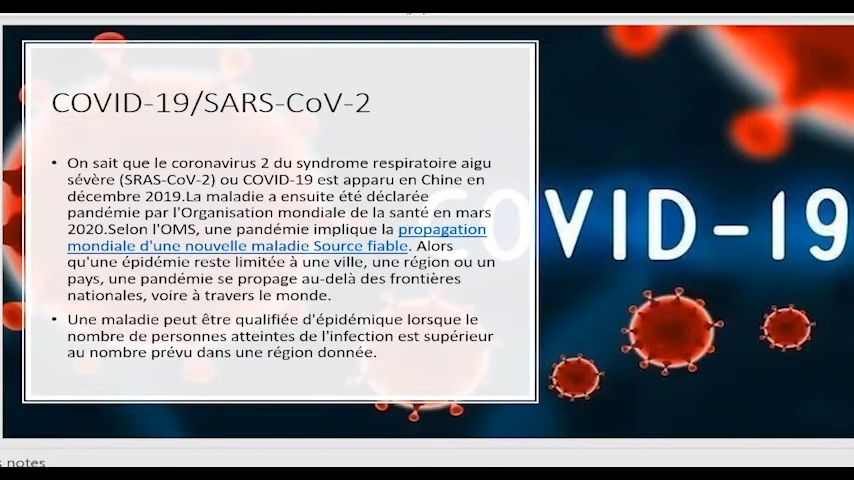 COVID-19/SARS-CoV-2
• On sait que le coronavirus 2 du syndrome respiratoire aigu
sévère (SRAS-CoV-2) ou COVID-19 est apparu en Chine en
décembre 2019.La maladie a ensuite été déclarée
pandémie par l'Organisation mondiale de la santé en mars
2020.Selon l'OMS, une pandémie implique la propagation
mondiale d'une nouvelle maladie Source fiable. Alors
qu'une épidémie reste limitée à une ville, une région ou un
pays, une pandémie se propage au-delà des frontières
nationales, voire à travers le monde.
• Une maladie peut être qualifiée d'épidémique lorsque le
nombre de personnes atteintes de l'infection est supérieur
au nombre prévu dans une région donnée.
COVID-19
notes